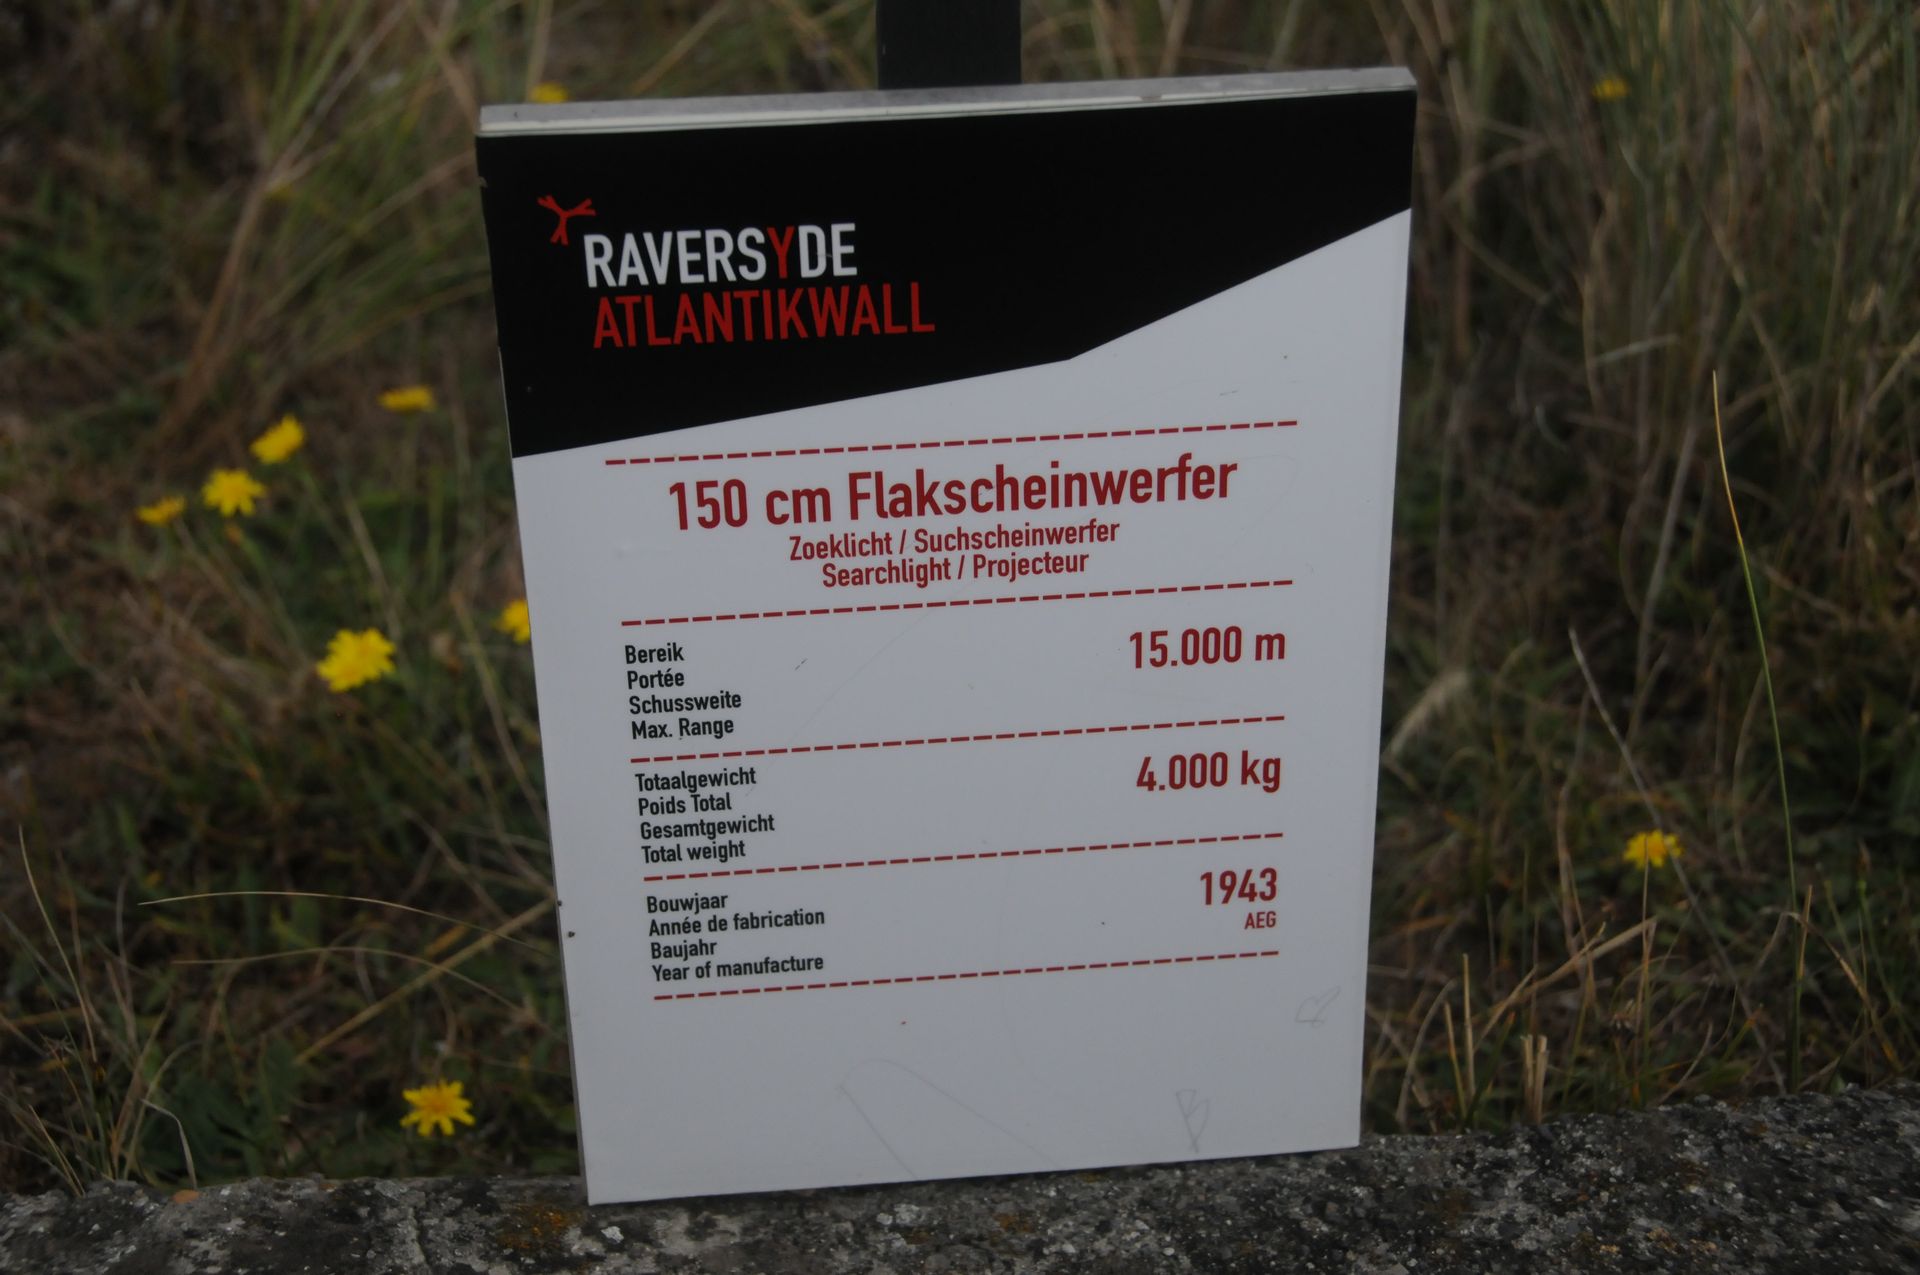 RAVERSYDE
ATLANTIKWALL
150 cm Flakscheinwerfer
Zoeklicht / Suchscheinwerfer
Searchlight / Projecteur
Bereik
Portée
Schussweite
Max. Range
15.000 m
Totaalgewicht
Poids Total
Gesamtgewicht
Total weight
4.000 kg
Bouwjaar
Année de fabrication
Baujahr
Year of manufacture
1943
AEG